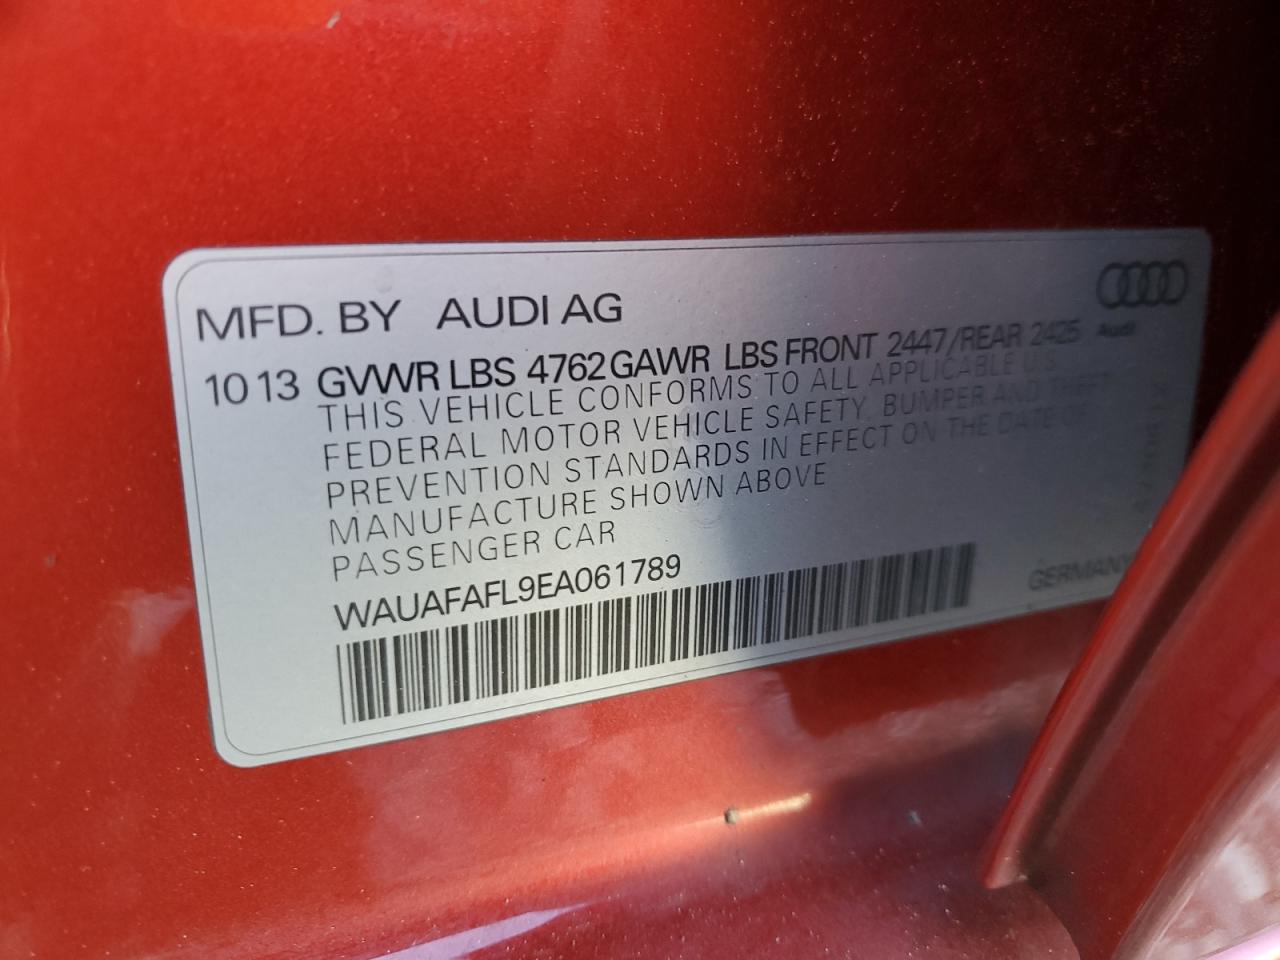 MFD. BY AUDI AG
Audi
10 13 GVWR LBS 4762 GAWR LBS FRONT 2447/REAR 2425
THIS VEHICLE CONFORMS TO ALL APPLICABLE U.S.
FEDERAL MOTOR VEHICLE SAFETY, BUMPER AND THEFT
PREVENTION STANDARDS IN EFFECT ON THE DATE OF
MANUFACTURE SHOWN ABOVE
PASSENGER CAR
WAUAFAFL9EA061789
GERMANY